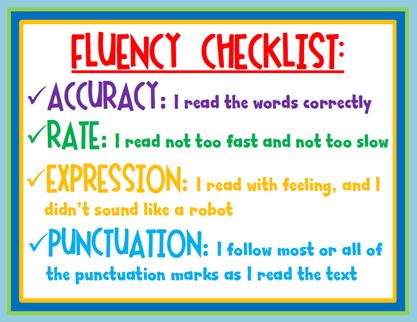 FLUENCY CHECKLIST:
✓ACCURACY: I read the words correctly
✓RATE: I read not too fast and not too slow
✓EXPRESSION: I read with feeling, and I
didn't sound like a robot
✓PUNCTUATION: I follow most or all of
the punctuation marks as I read the text